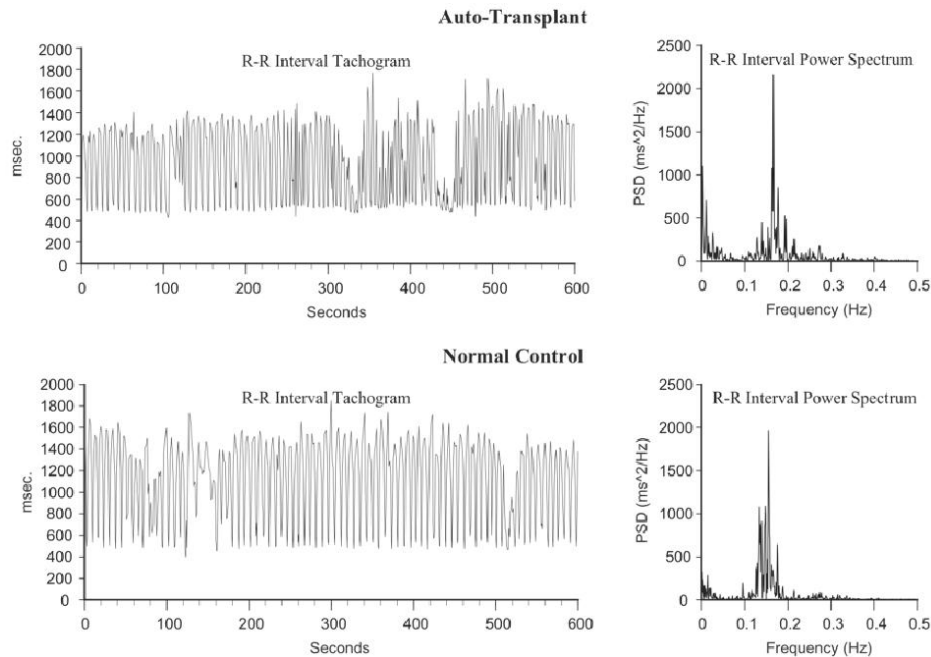 Auto-Transplant
R-R Interval Tachogram
msec.
2000
1800
1600
1400
1200
1000
800
600
400
200
0
0 100 200 300 400 500 600
Seconds
R-R Interval Power Spectrum
PSD (ms^2/Hz)
2500
2000
1500
1000
500
0
0 0.1 0.2 0.3 0.4 0.5
Frequency (Hz)
Normal Control
R-R Interval Tachogram
msec.
2000
1800
1600
1400
1200
1000
800
600
400
200
0
0 100 200 300 400 500 600
Seconds
R-R Interval Power Spectrum
PSD (ms^2/Hz)
2500
2000
1500
1000
500
0
0 0.1 0.2 0.3 0.4 0.5
Frequency (Hz)